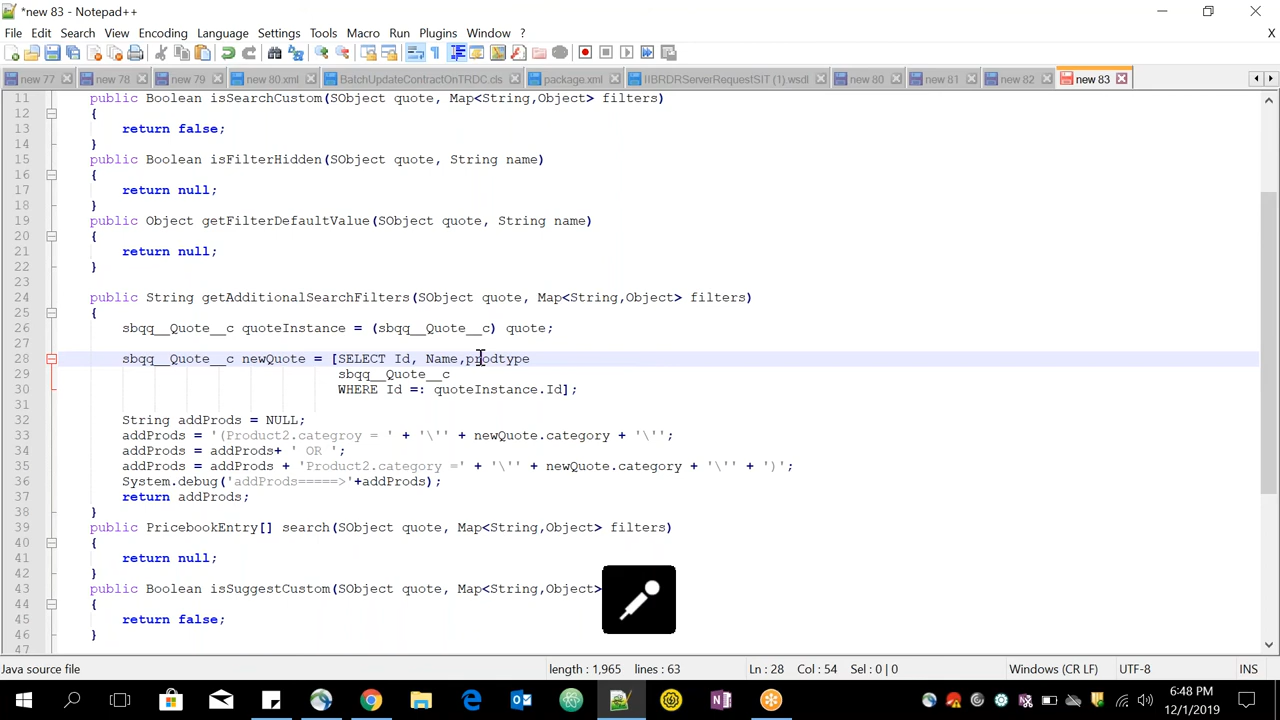 *new 83 - Notepad++
File Edit Search View Encoding Language Settings Tools Macro Run Plugins Window ? X
new 77 new 78 new 79 new 80.xml BatchUpdateContractOnTRDC.cls package.xml IIBRDRServerRequestSIT (1).wsdl new 80 new 81 new 82 new 83
11 public Boolean isSearchCustom(SObject quote, Map<String,Object> filters)
12 {
13 return false;
14 }
15 public Boolean isFilterHidden(SObject quote, String name)
16 {
17 return null;
18 }
19 public Object getFilterDefaultValue(SObject quote, String name)
20 {
21 return null;
22 }
23
24 public String getAdditionalSearchFilters(SObject quote, Map<String,Object> filters)
25 {
26 sbqq__Quote__c quoteInstance = (sbqq__Quote__c) quote;
27
28 sbqq__Quote__c newQuote = [SELECT Id, Name,prodtype
29 sbqq__Quote__c
30 WHERE Id =: quoteInstance.Id];
31
32 String addProds = NULL;
33 addProds = '(Product2.categroy = ' + '\'' + newQuote.category + '\'';
34 addProds = addProds+ ' OR ';
35 addProds = addProds + 'Product2.category =' + '\'' + newQuote.category + '\'' + ')';
36 System.debug('addProds=====>'+addProds);
37 return addProds;
38 }
39 public PricebookEntry[] search(SObject quote, Map<String,Object> filters)
40 {
41 return null;
42 }
43 public Boolean isSuggestCustom(SObject quote, Map<String,Object>
44 {
45 return false;
46 }
47
Java source file length : 1,965 lines : 63 Ln : 28 Col : 54 Sel : 0 | 0 Windows (CR LF) UTF-8 INS
6:48 PM
12/1/2019